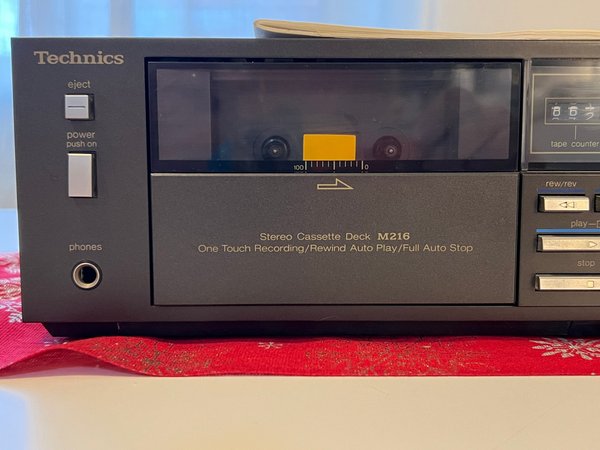 Technics
eject
power
push on
phones
100 0
Stereo Cassette Deck M216
One Touch Recording/Rewind Auto Play/Full Auto Stop
tape counter
rew/rev
play
stop